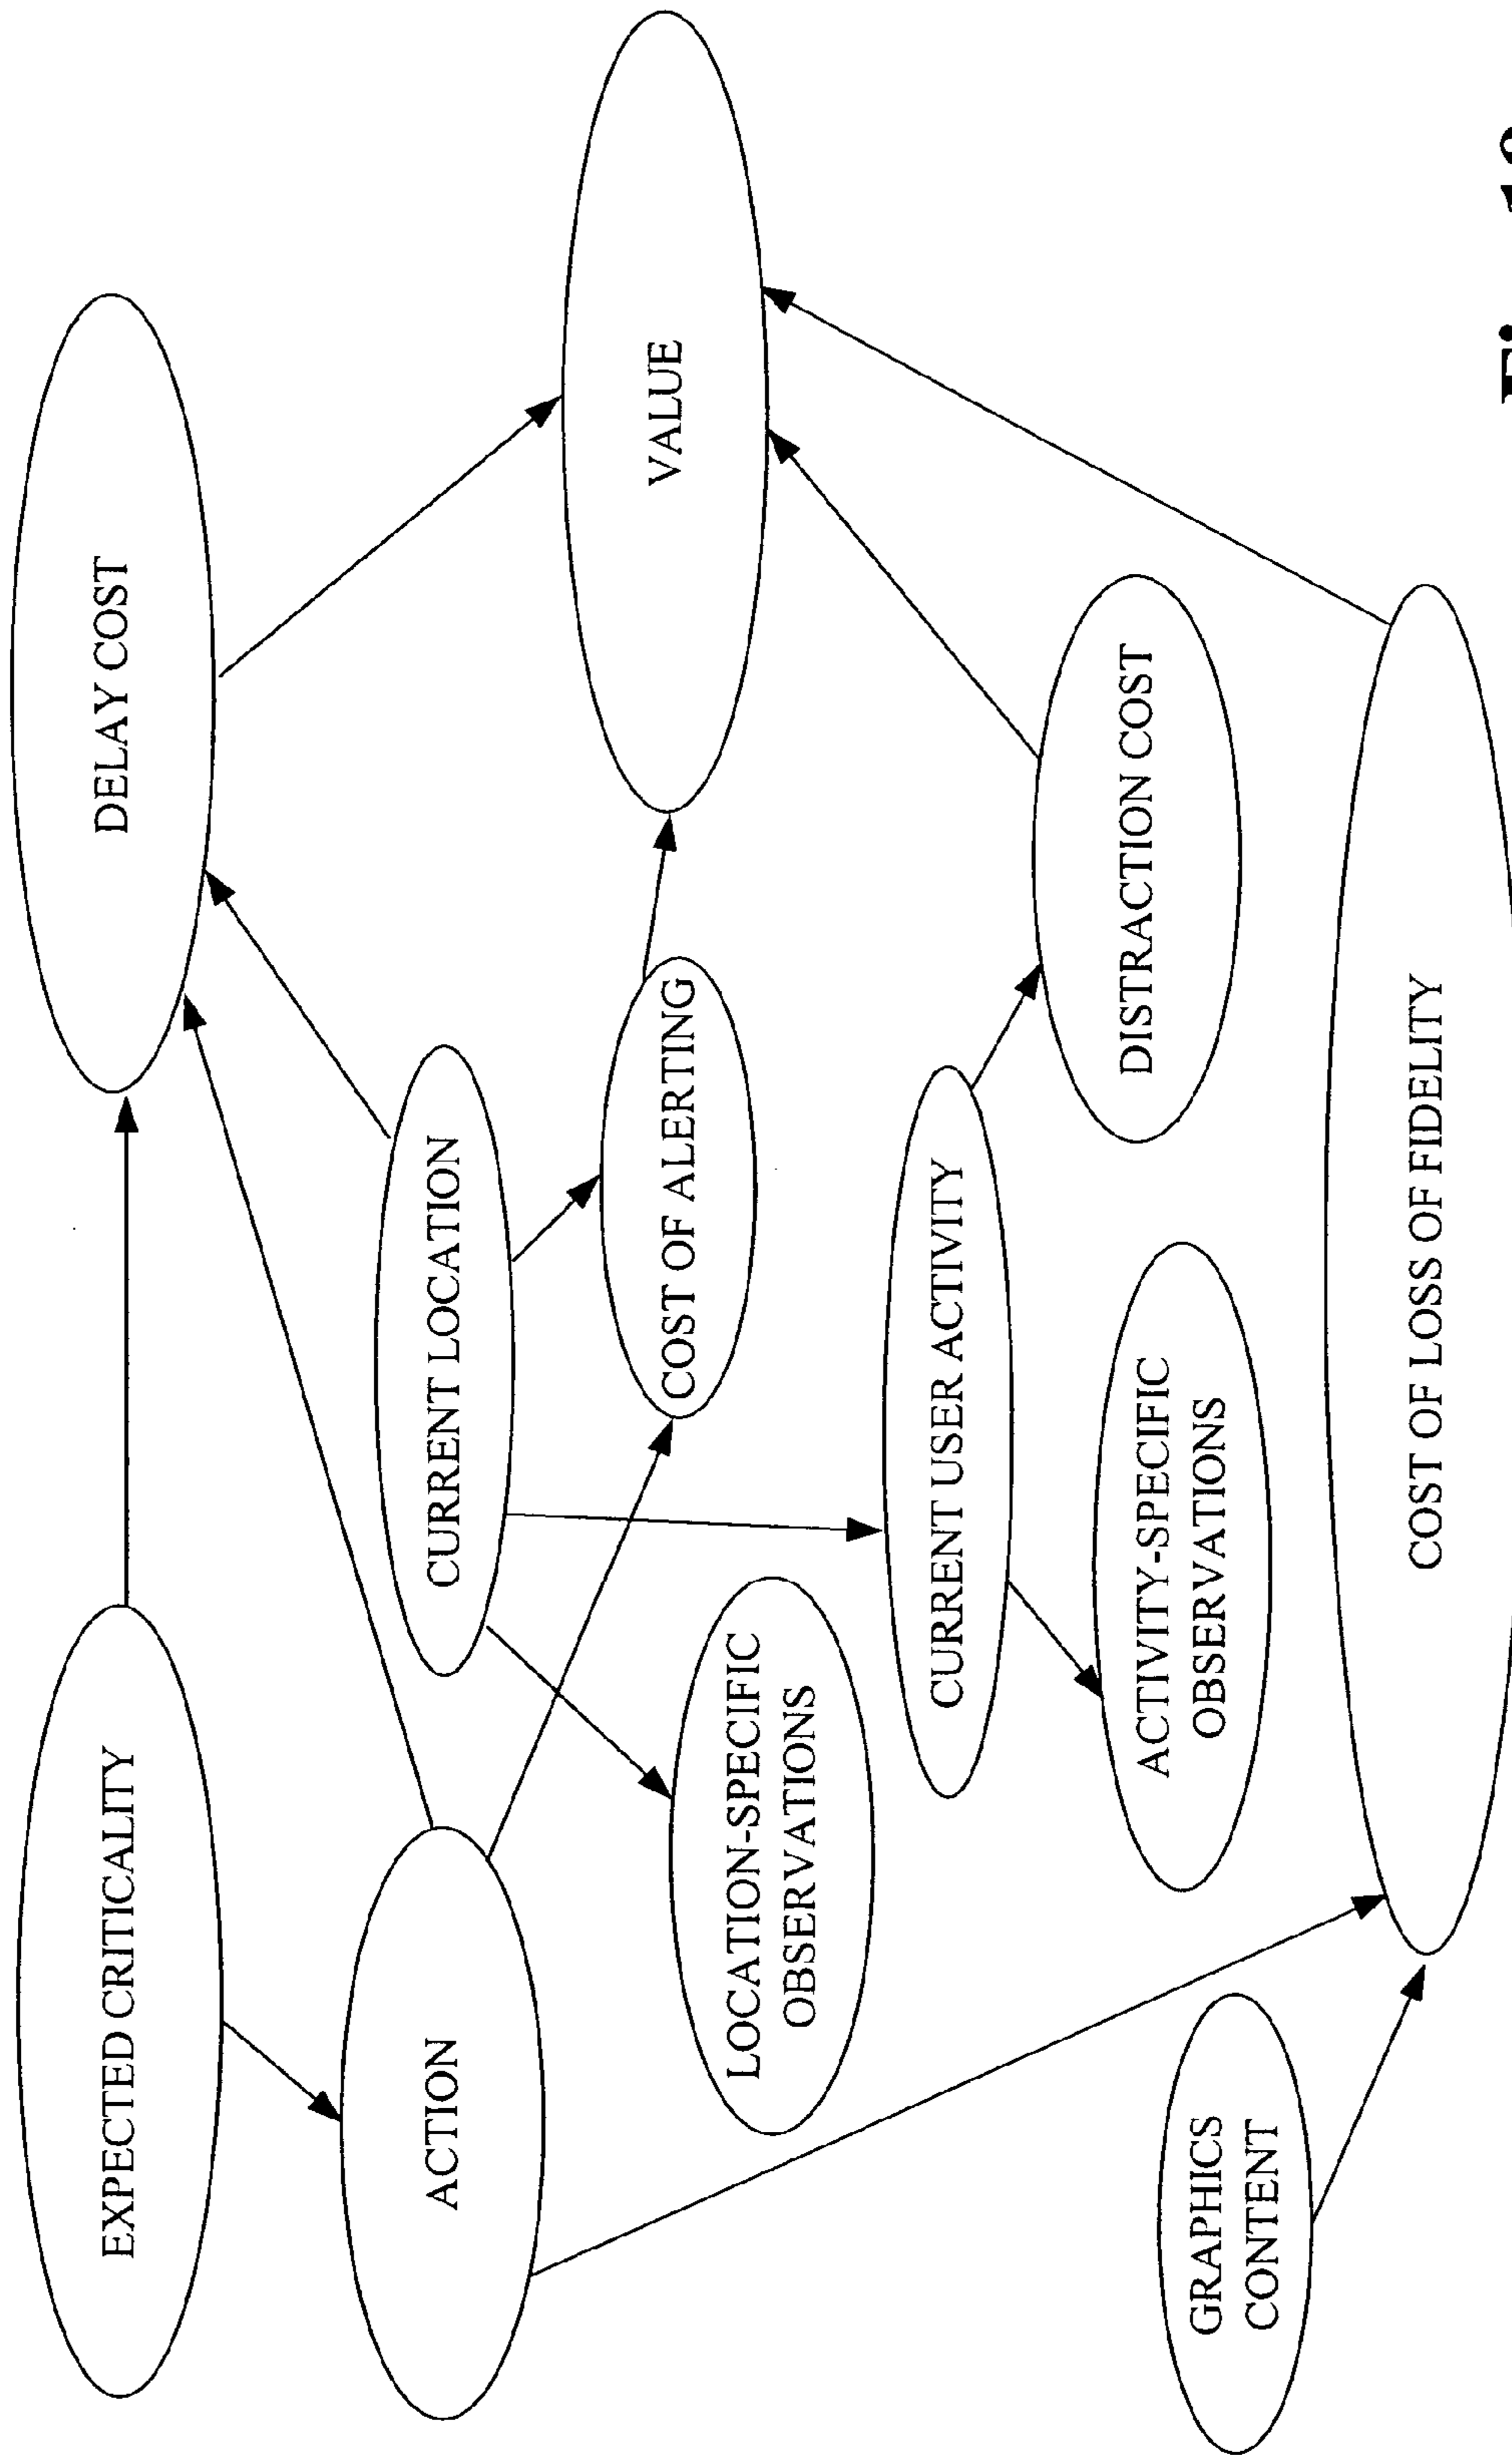 EXPECTED CRITICALITY
DELAY COST
ACTION
CURRENT LOCATION
VALUE
COST OF ALERTING
LOCATION-SPECIFIC
OBSERVATIONS
CURRENT USER ACTIVITY
DISTRACTION COST
ACTIVITY-SPECIFIC
OBSERVATIONS
GRAPHICS
CONTENT
COST OF LOSS OF FIDELITY